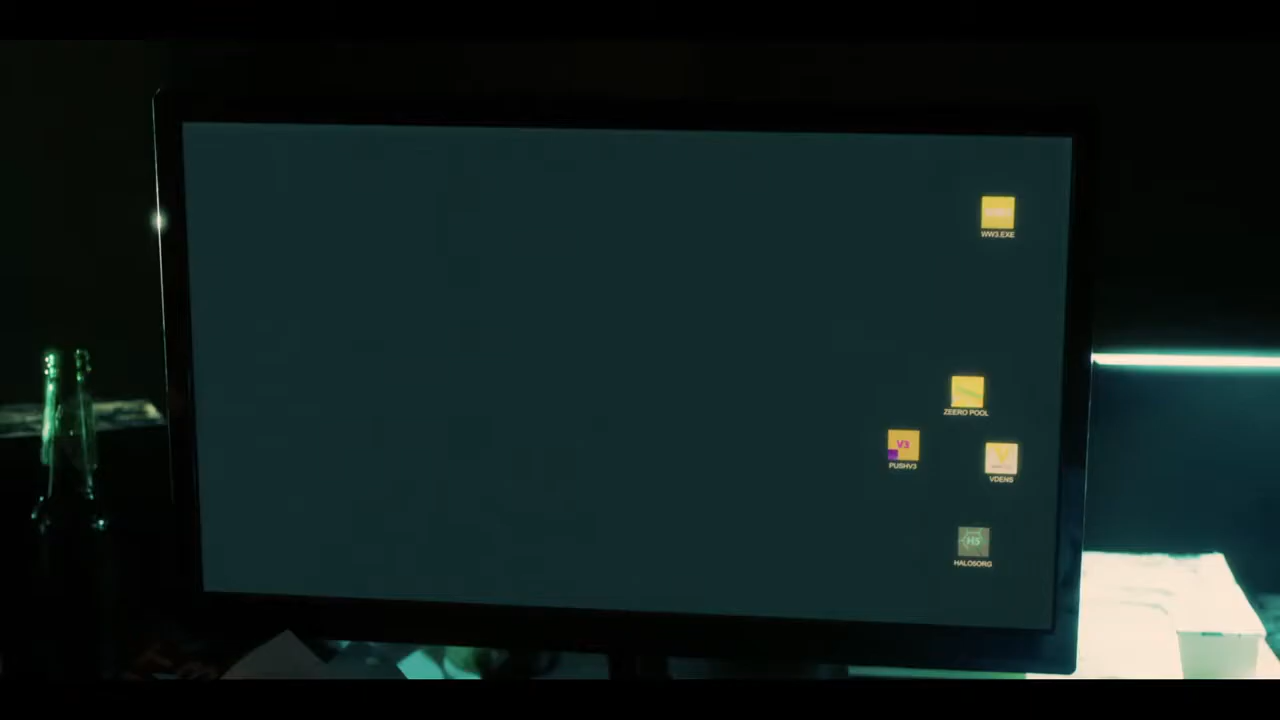 WW3.EXE
ZEERO POOL
V3
PUSHV3
VDENS
HS
HALOSORG